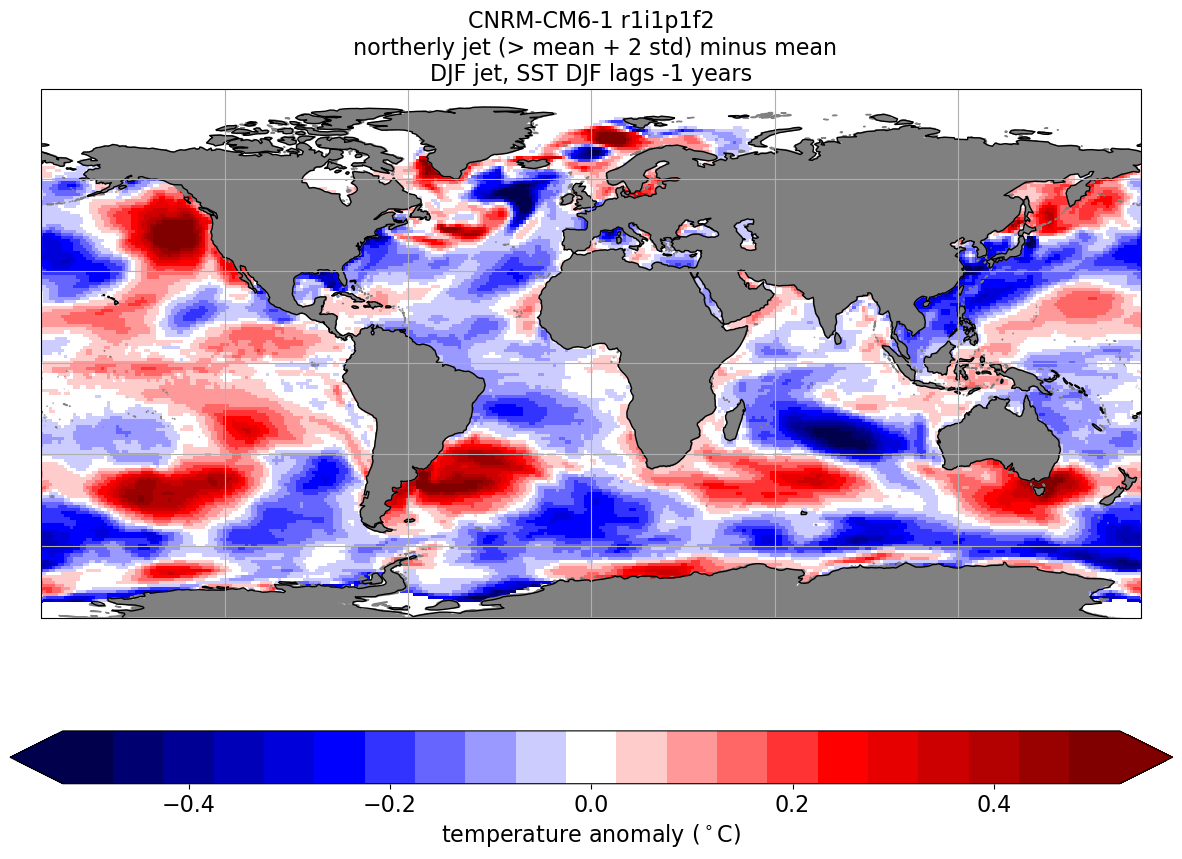 CNRM-CM6-1 r1i1p1f2
northerly jet (> mean + 2 std) minus mean
DJF jet, SST DJF lags -1 years
−0.4 −0.2 0.0 0.2 0.4
temperature anomaly (∘C)